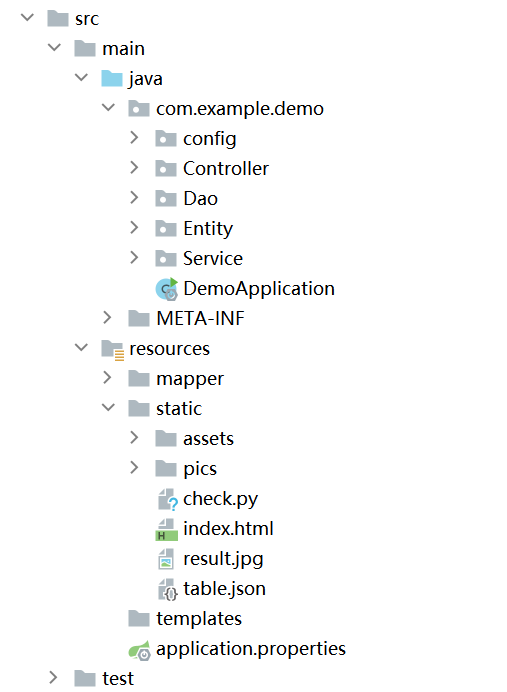 src
main
java
com.example.demo
config
Controller
Dao
Entity
Service
DemoApplication
META-INF
resources
mapper
static
assets
pics
check.py
index.html
result.jpg
table.json
templates
application.properties
test